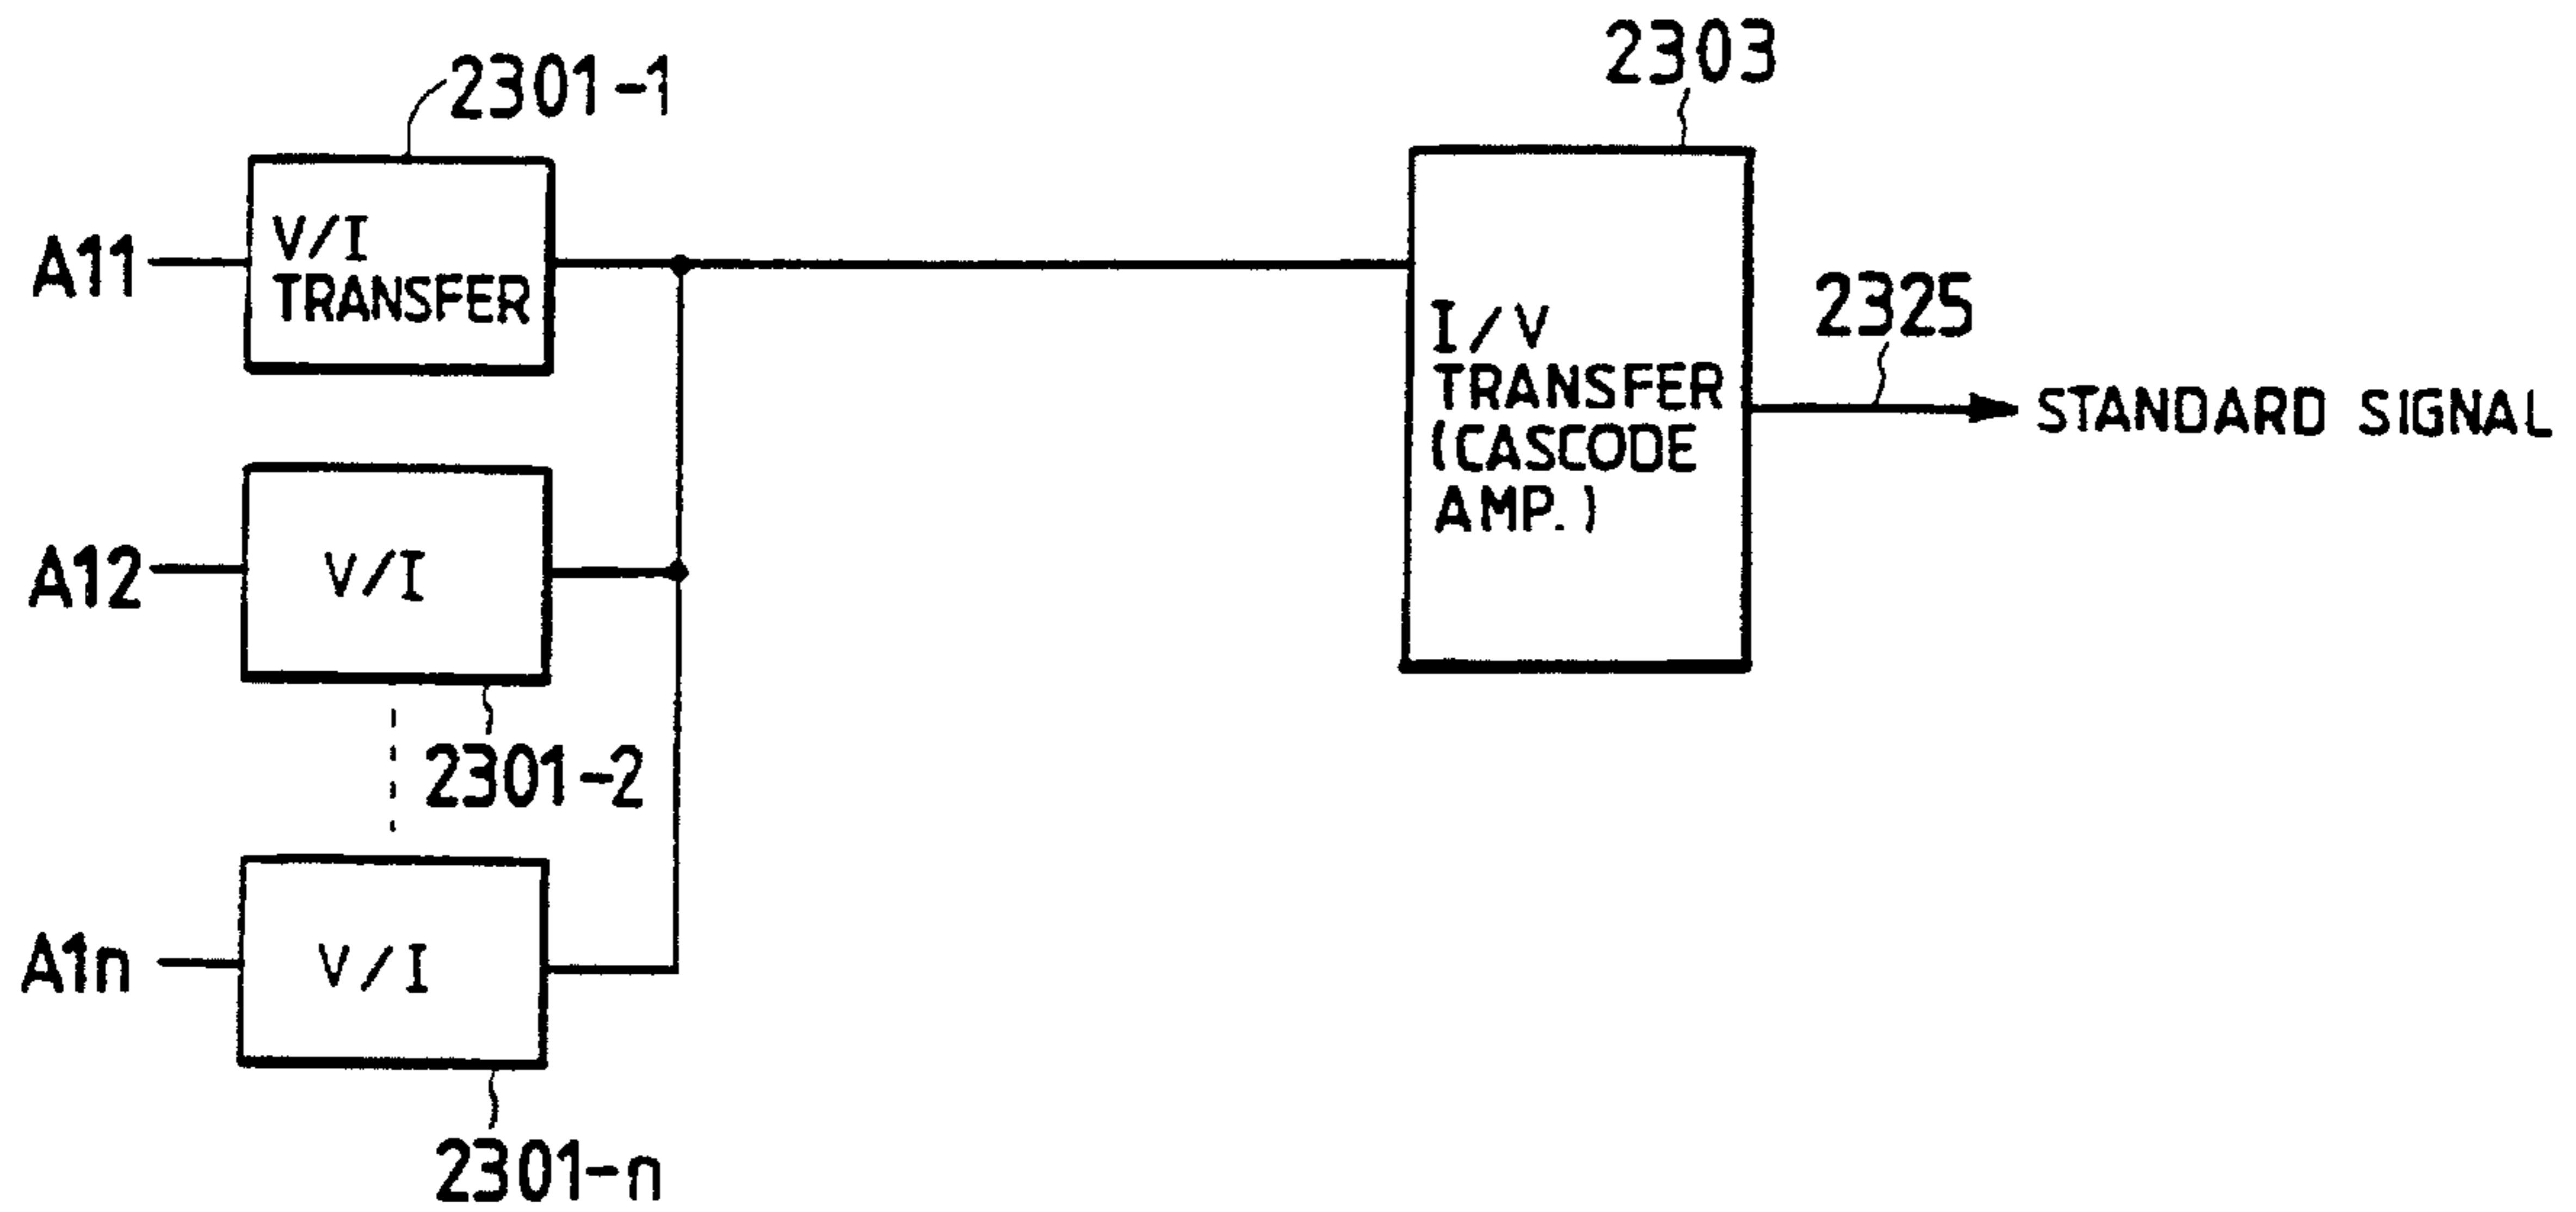 2301-1
2303
A11
V/I
TRANSFER
I/V
TRANSFER
(CASCODE
AMP.)
2325
STANDARD SIGNAL
A12
V/I
2301-2
A1n
V/I
2301-n